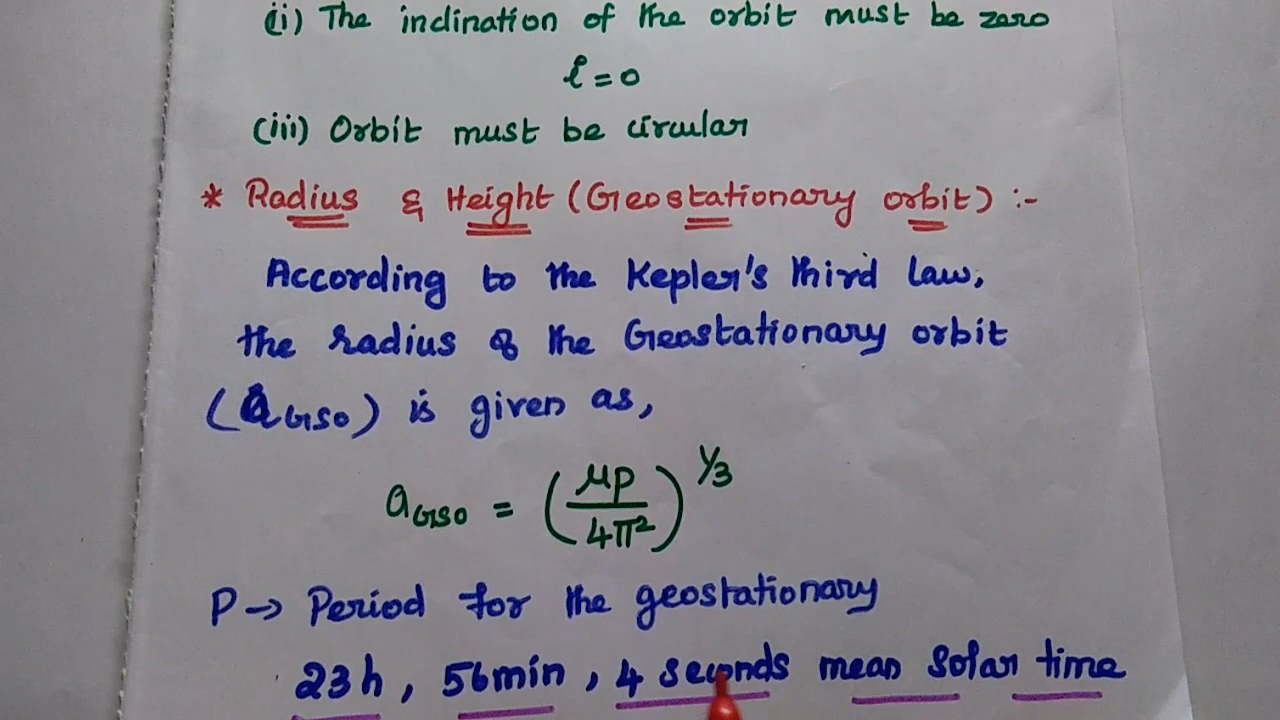 (ii) The inclination of the orbit must be zero
i=0
(iii) Orbit must be circular
* Radius & Height (Geostationary orbit) :-
According to the Kepler's third law,
the radius of the Geostationary orbit
(aGSO) is given as,
aGSO = (μp/4π²)^1/3
P → Period for the geostationary
23h, 56min, 4 seconds mean solar time